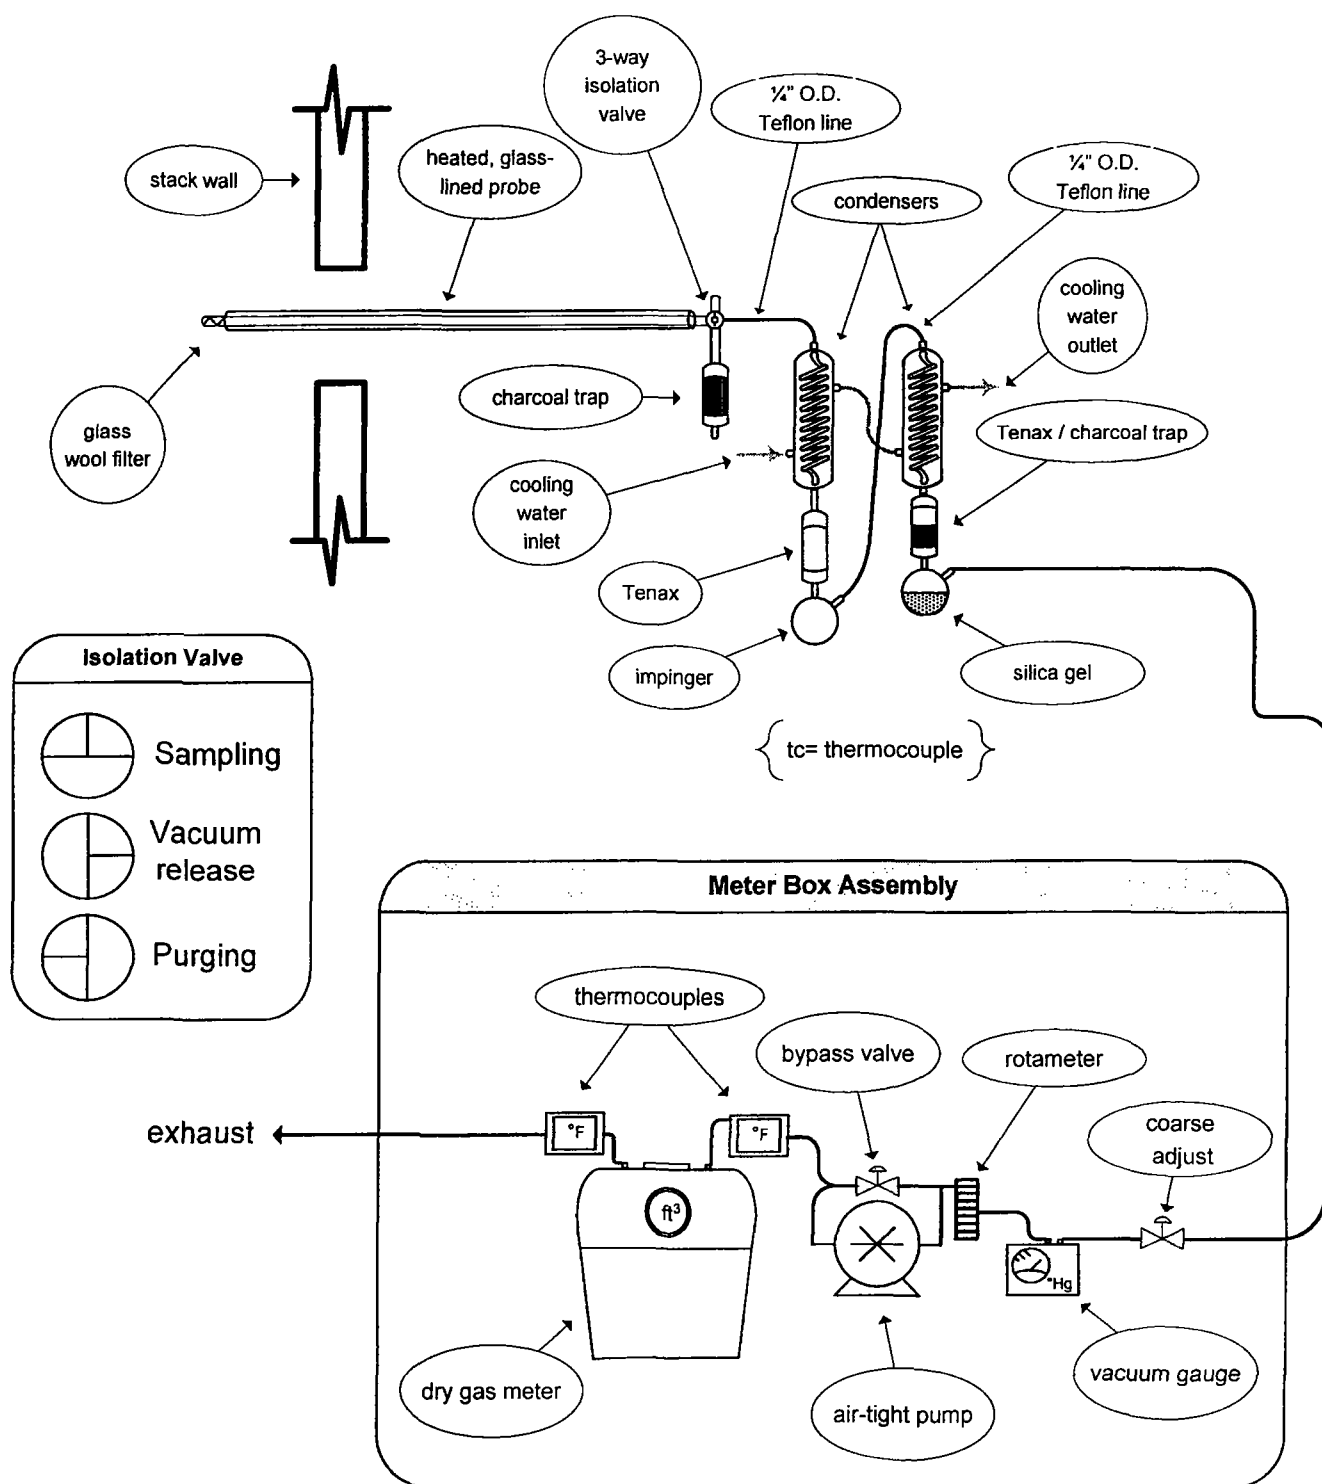 3-way
isolation
valve
¼" O.D.
Teflon line
stack wall
heated, glass-
lined probe
condensers
¼" O.D.
Teflon line
cooling
water
outlet
charcoal trap
glass
wool filter
Tenax / charcoal trap
cooling
water
inlet
Tenax
impinger
silica gel
{ tc= thermocouple }
Isolation Valve
Sampling
Vacuum
release
Purging
Meter Box Assembly
thermocouples
bypass valve
rotameter
coarse
adjust
exhaust
°F
°F
ft³
"Hg
dry gas meter
air-tight pump
vacuum gauge